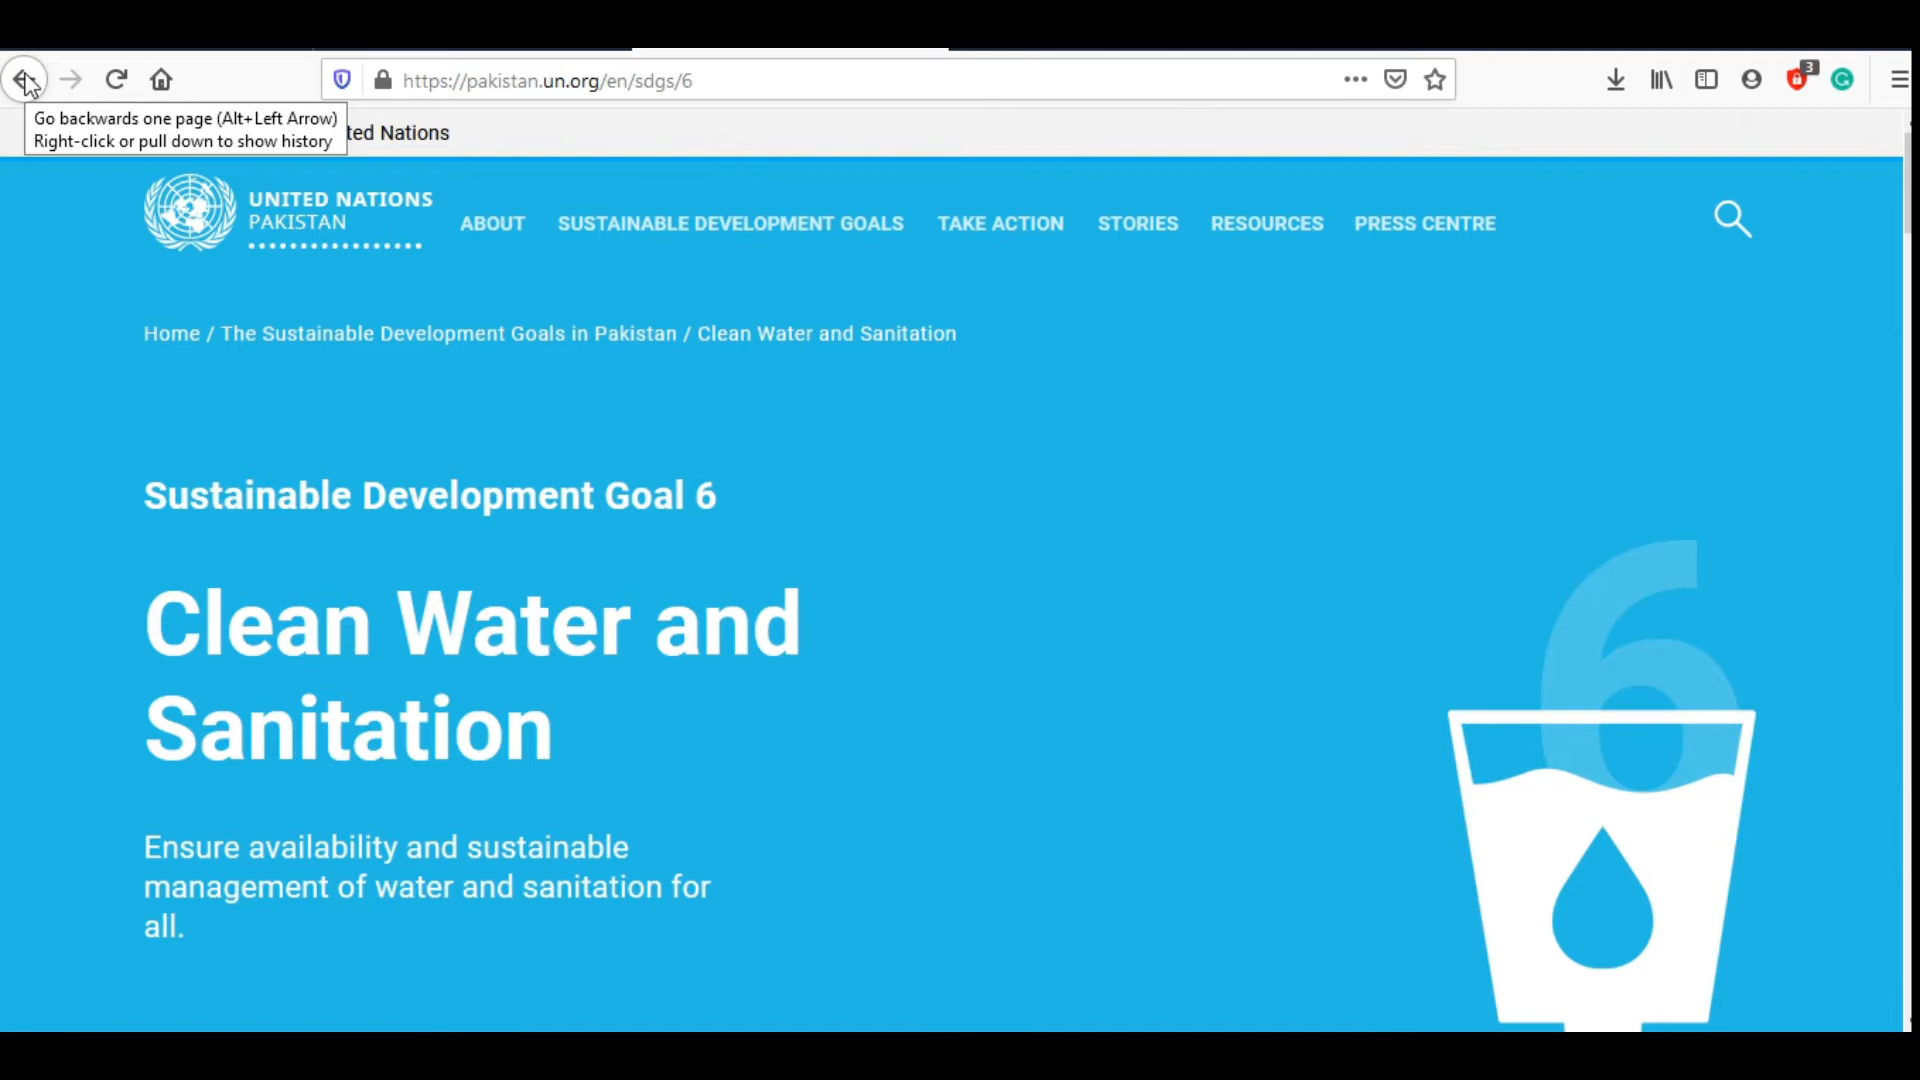 https://pakistan.un.org/en/sdgs/6
3
Go backwards one page (Alt+Left Arrow)
Right-click or pull down to show history
ted Nations
UNITED NATIONS
PAKISTAN
ABOUT SUSTAINABLE DEVELOPMENT GOALS TAKE ACTION STORIES RESOURCES PRESS CENTRE
Home / The Sustainable Development Goals in Pakistan / Clean Water and Sanitation
Sustainable Development Goal 6
Clean Water and
Sanitation
6
Ensure availability and sustainable
management of water and sanitation for
all.